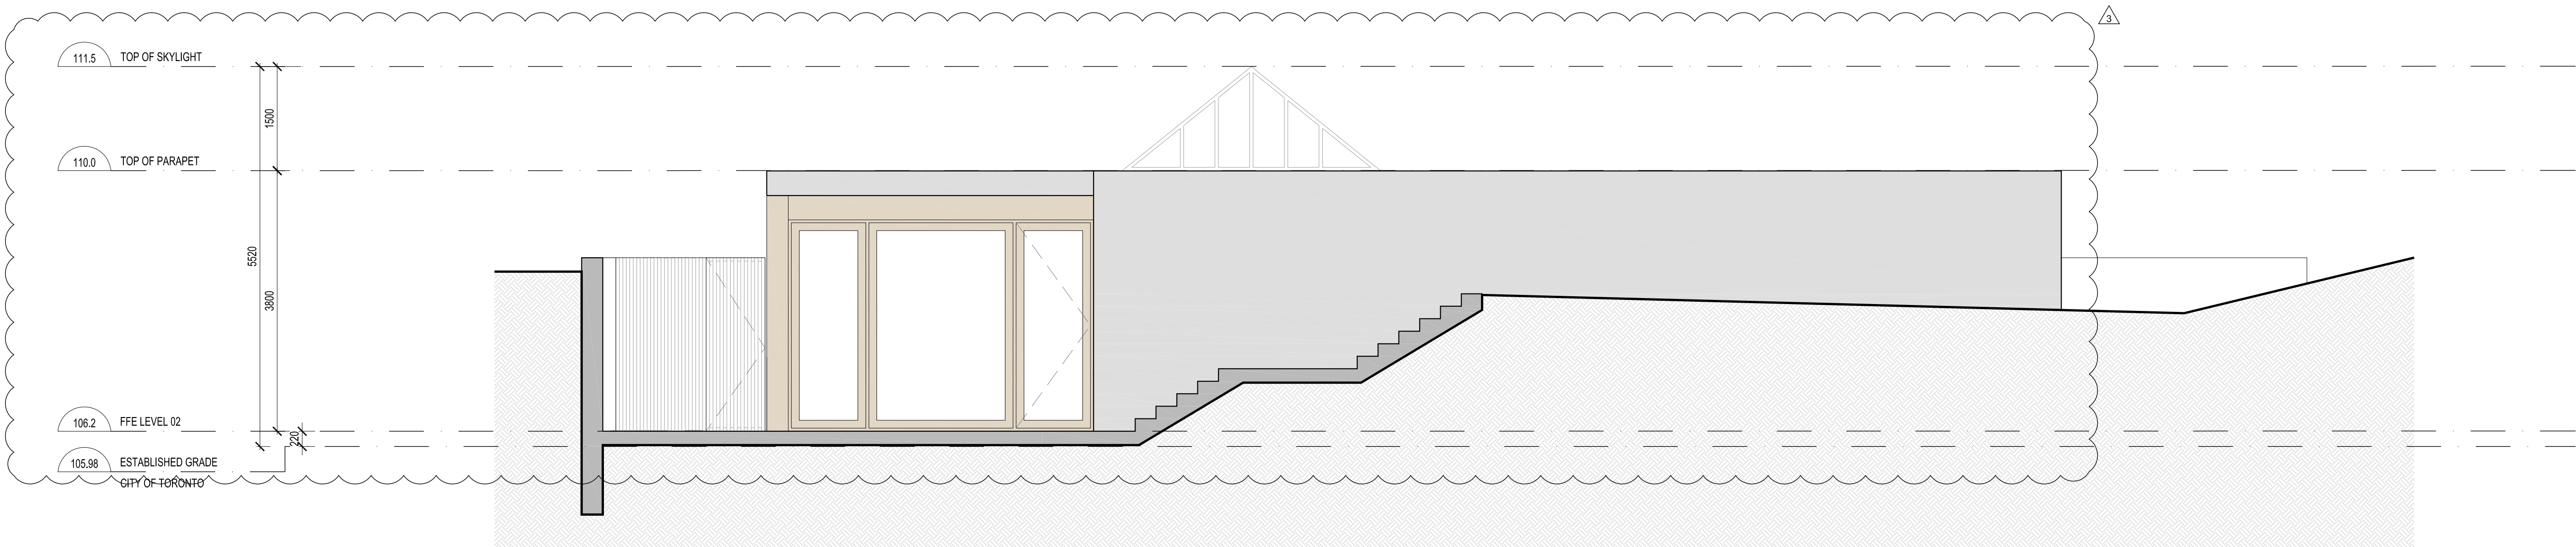 3
111.5 TOP OF SKYLIGHT
1500
110.0 TOP OF PARAPET
5520
3800
106.2 FFE LEVEL 02
220
105.98 ESTABLISHED GRADE
CITY OF TORONTO